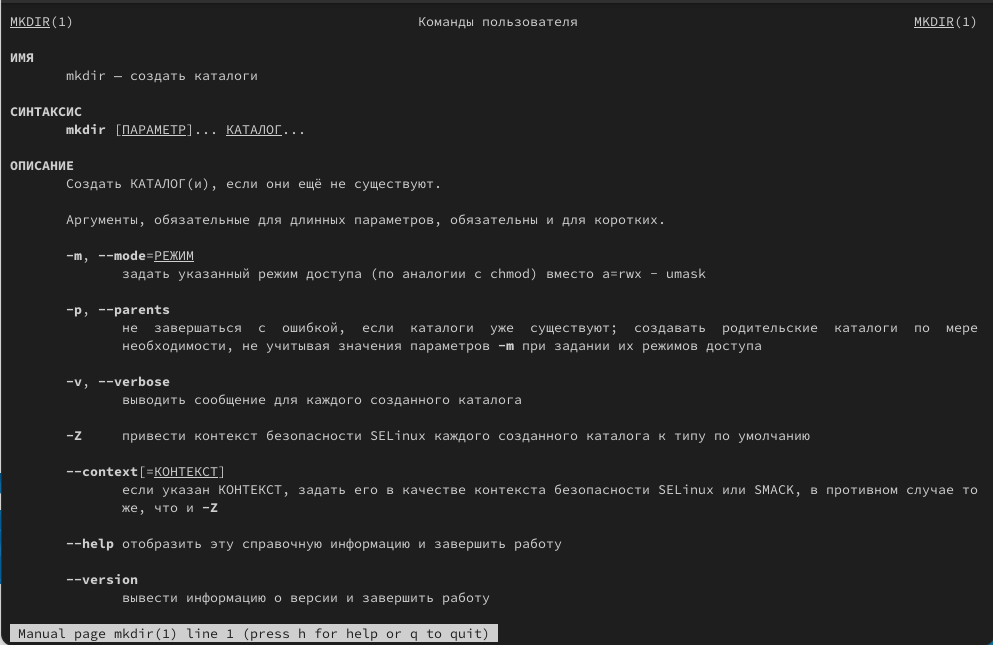 MKDIR(1) Команды пользователя MKDIR(1)
ИМЯ
mkdir – создать каталоги
СИНТАКСИС
mkdir [ПАРАМЕТР]... КАТАЛОГ...
ОПИСАНИЕ
Создать КАТАЛОГ(и), если они ещё не существуют.
Аргументы, обязательные для длинных параметров, обязательны и для коротких.
-m, --mode=РЕЖИМ
задать указанный режим доступа (по аналогии с chmod) вместо a=rwx - umask
-p, --parents
не завершаться с ошибкой, если каталоги уже существуют; создавать родительские каталоги по мере
необходимости, не учитывая значения параметров -m при задании их режимов доступа
-v, --verbose
выводить сообщение для каждого созданного каталога
-Z привести контекст безопасности SELinux каждого созданного каталога к типу по умолчанию
--context[=КОНТЕКСТ]
если указан КОНТЕКСТ, задать его в качестве контекста безопасности SELinux или SMACK, в противном случае то
же, что и -Z
--help отобразить эту справочную информацию и завершить работу
--version
вывести информацию о версии и завершить работу
Manual page mkdir(1) line 1 (press h for help or q to quit)